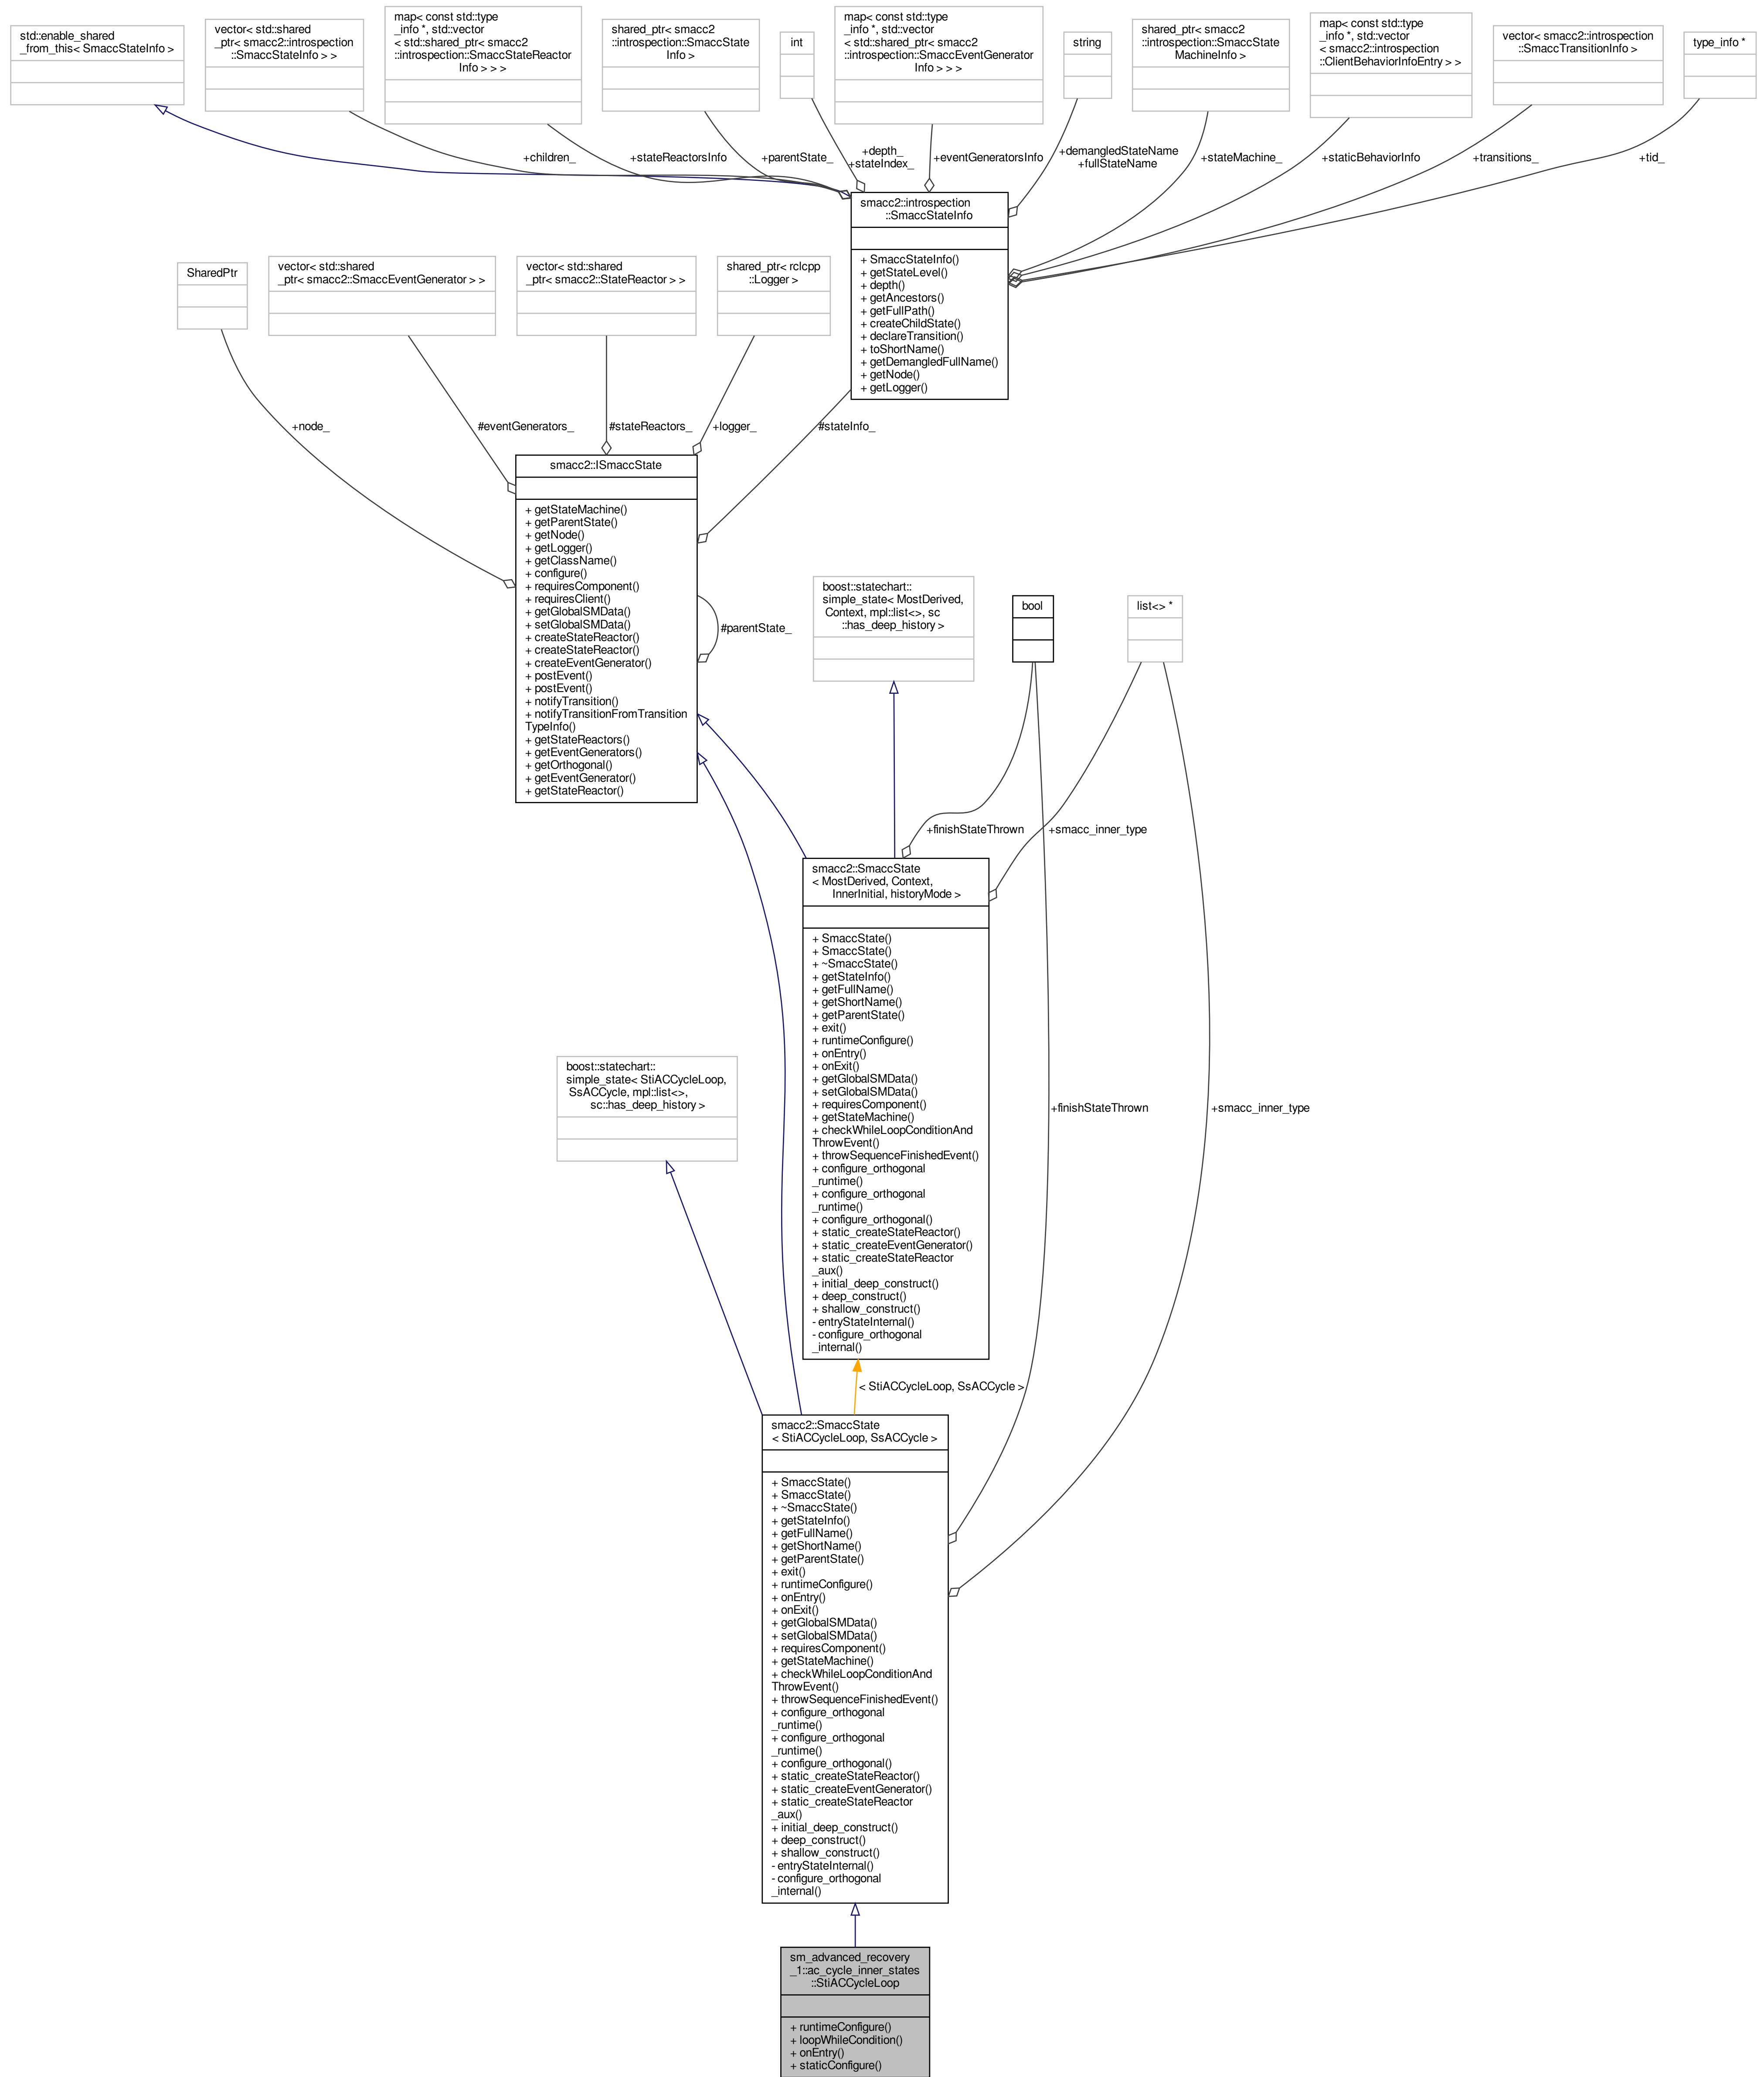 std::enable_shared
_from_this< SmaccStateInfo >
vector< std::shared
_ptr< smacc2::introspection
::SmaccStateInfo > >
map< const std::type
_info *, std::vector
< std::shared_ptr< smacc2
::introspection::SmaccStateReactor
Info > > >
shared_ptr< smacc2
::introspection::SmaccState
Info >
int
map< const std::type
_info *, std::vector
< std::shared_ptr< smacc2
::introspection::SmaccEventGenerator
Info > > >
string
shared_ptr< smacc2
::introspection::SmaccState
MachineInfo >
map< const std::type
_info *, std::vector
< smacc2::introspection
::ClientBehaviorInfoEntry > >
vector< smacc2::introspection
::SmaccTransitionInfo >
type_info *
+children_
+stateReactorsInfo
+parentState_
+depth_
+stateIndex_
+eventGeneratorsInfo
+demangledStateName
+fullStateName
+stateMachine_
+staticBehaviorInfo
+transitions_
+tid_
smacc2::introspection
::SmaccStateInfo
+ SmaccStateInfo()
+ getStateLevel()
+ depth()
+ getAncestors()
+ getFullPath()
+ createChildState()
+ declareTransition()
+ toShortName()
+ getDemangledFullName()
+ getNode()
+ getLogger()
SharedPtr
vector< std::shared
_ptr< smacc2::SmaccEventGenerator > >
vector< std::shared
_ptr< smacc2::StateReactor > >
shared_ptr< rclcpp
::Logger >
+node_
#eventGenerators_
#stateReactors_
+logger_
#stateInfo_
smacc2::ISmaccState
+ getStateMachine()
+ getParentState()
+ getNode()
+ getLogger()
+ getClassName()
+ configure()
+ requiresComponent()
+ requiresClient()
+ getGlobalSMData()
+ setGlobalSMData()
+ createStateReactor()
+ createStateReactor()
+ createEventGenerator()
+ postEvent()
+ postEvent()
+ notifyTransition()
+ notifyTransitionFromTransition
TypeInfo()
+ getStateReactors()
+ getEventGenerators()
+ getOrthogonal()
+ getEventGenerator()
+ getStateReactor()
#parentState_
boost::statechart::
simple_state< MostDerived,
Context, mpl::list<>, sc
::has_deep_history >
bool
list<> *
+finishStateThrown
+smacc_inner_type
smacc2::SmaccState
< MostDerived, Context,
InnerInitial, historyMode >
+ SmaccState()
+ SmaccState()
+ ~SmaccState()
+ getStateInfo()
+ getFullName()
+ getShortName()
+ getParentState()
+ exit()
+ runtimeConfigure()
+ onEntry()
+ onExit()
+ getGlobalSMData()
+ setGlobalSMData()
+ requiresComponent()
+ getStateMachine()
+ checkWhileLoopConditionAnd
ThrowEvent()
+ throwSequenceFinishedEvent()
+ configure_orthogonal
_runtime()
+ configure_orthogonal
_runtime()
+ configure_orthogonal()
+ static_createStateReactor()
+ static_createEventGenerator()
+ static_createStateReactor
_aux()
+ initial_deep_construct()
+ deep_construct()
+ shallow_construct()
- entryStateInternal()
- configure_orthogonal
_internal()
boost::statechart::
simple_state< StiACCycleLoop,
SsACCycle, mpl::list<>,
sc::has_deep_history >
+finishStateThrown
+smacc_inner_type
< StiACCycleLoop, SsACCycle >
smacc2::SmaccState
< StiACCycleLoop, SsACCycle >
+ SmaccState()
+ SmaccState()
+ ~SmaccState()
+ getStateInfo()
+ getFullName()
+ getShortName()
+ getParentState()
+ exit()
+ runtimeConfigure()
+ onEntry()
+ onExit()
+ getGlobalSMData()
+ setGlobalSMData()
+ requiresComponent()
+ getStateMachine()
+ checkWhileLoopConditionAnd
ThrowEvent()
+ throwSequenceFinishedEvent()
+ configure_orthogonal
_runtime()
+ configure_orthogonal
_runtime()
+ configure_orthogonal()
+ static_createStateReactor()
+ static_createEventGenerator()
+ static_createStateReactor
_aux()
+ initial_deep_construct()
+ deep_construct()
+ shallow_construct()
- entryStateInternal()
- configure_orthogonal
_internal()
sm_advanced_recovery
_1::ac_cycle_inner_states
::StiACCycleLoop
+ runtimeConfigure()
+ loopWhileCondition()
+ onEntry()
+ staticConfigure()